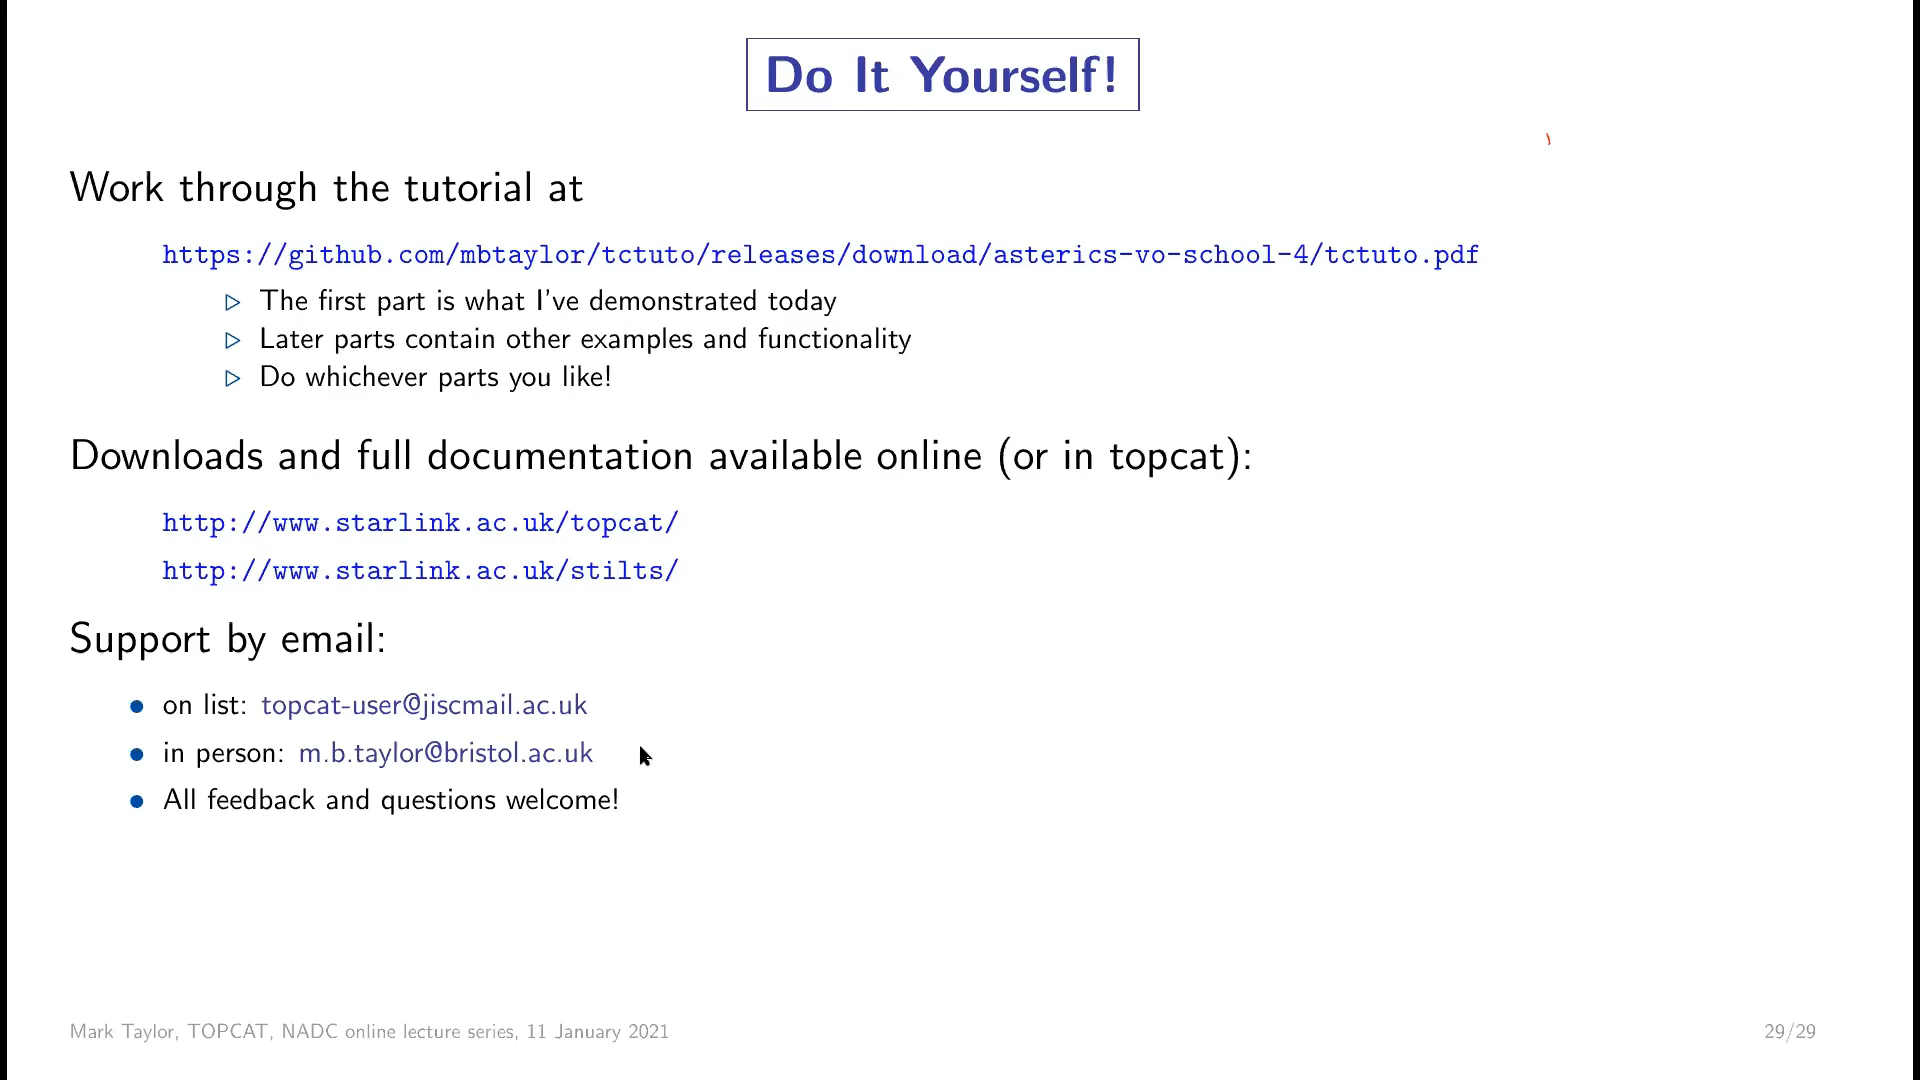 Do It Yourself!
Work through the tutorial at
https://github.com/mbtaylor/tctuto/releases/download/asterics-vo-school-4/tctuto.pdf
▷ The first part is what I've demonstrated today
▷ Later parts contain other examples and functionality
▷ Do whichever parts you like!
Downloads and full documentation available online (or in topcat):
http://www.starlink.ac.uk/topcat/
http://www.starlink.ac.uk/stilts/
Support by email:
• on list: topcat-user@jiscmail.ac.uk
• in person: m.b.taylor@bristol.ac.uk
• All feedback and questions welcome!
Mark Taylor, TOPCAT, NADC online lecture series, 11 January 2021
29/29